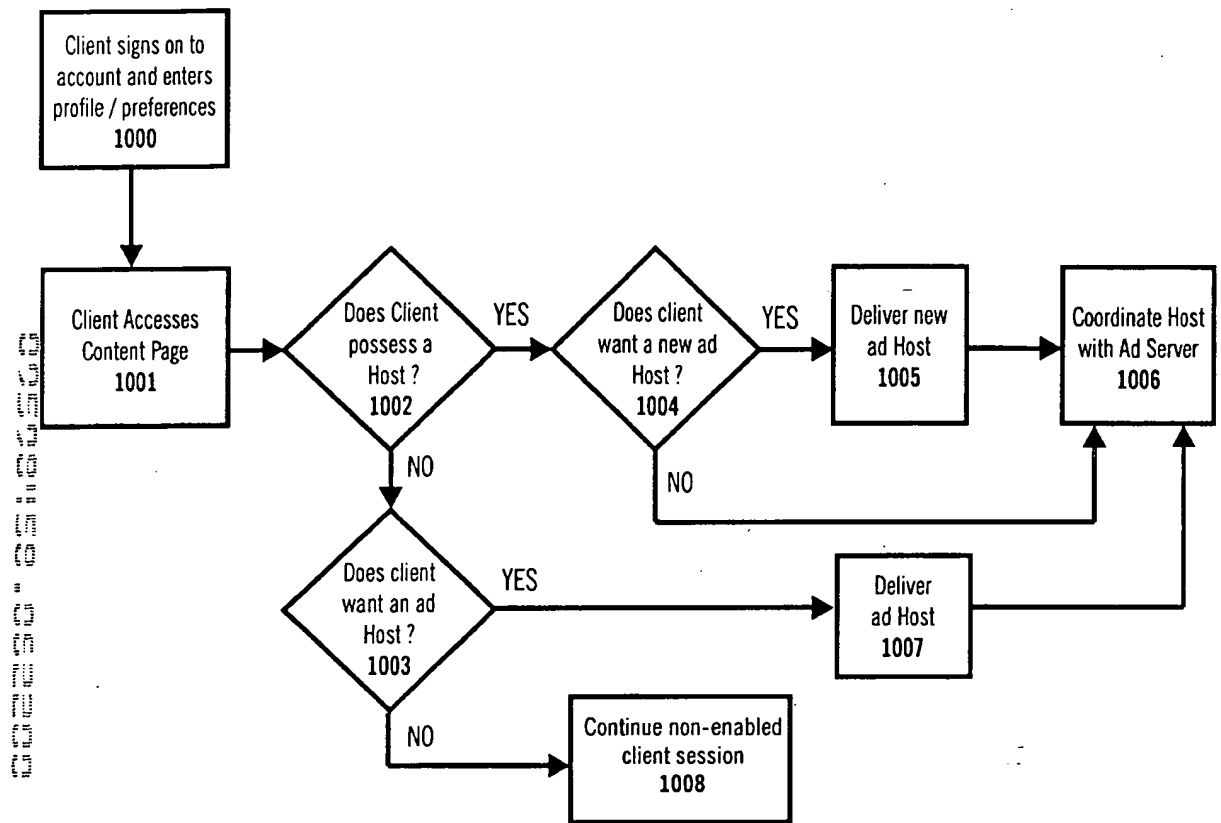 Client signs on to
account and enters
profile / preferences
1000
Client Accesses
Content Page
1001
Does Client
possess a
Host ?
1002
YES
Does client
want a new ad
Host ?
1004
YES
Deliver new
ad Host
1005
Coordinate Host
with Ad Server
1006
NO
NO
Does client
want an ad
Host ?
1003
YES
Deliver
ad Host
1007
NO
Continue non-enabled
client session
1008